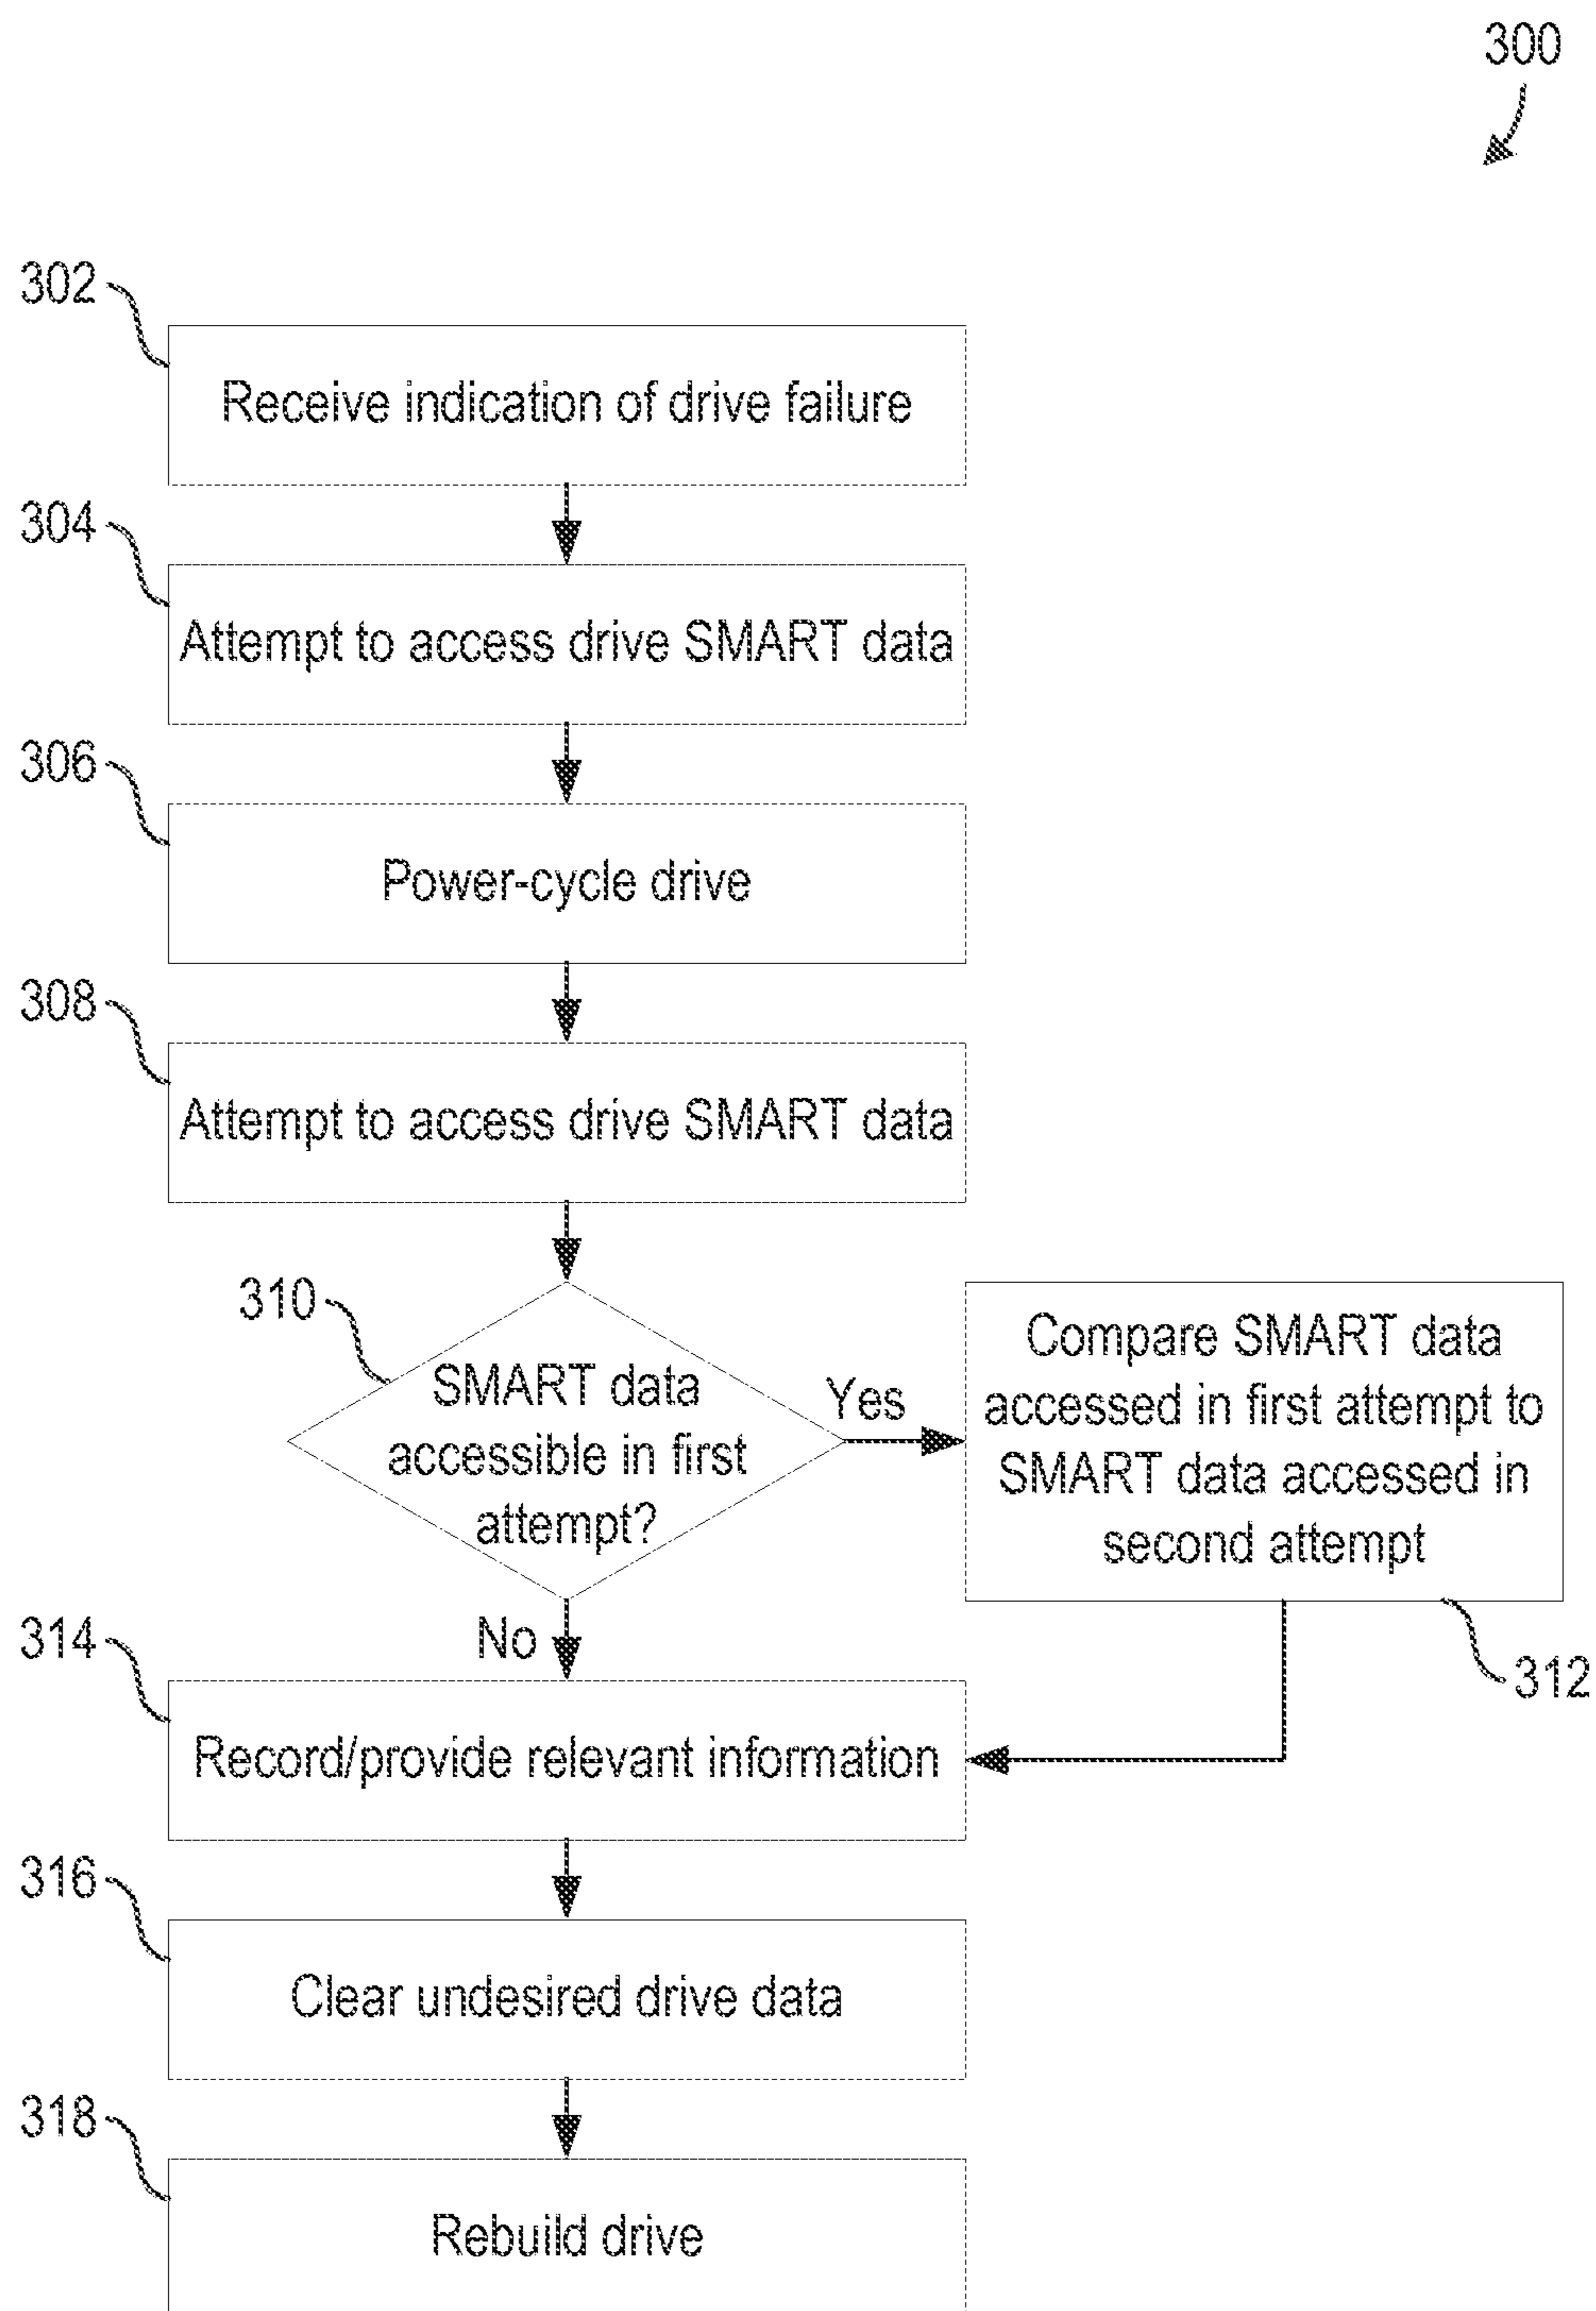 300
302
Receive indication of drive failure
304
Attempt to access drive SMART data
306
Power-cycle drive
308
Attempt to access drive SMART data
310
SMART data
accessible in first
attempt?
Yes
Compare SMART data
accessed in first attempt to
SMART data accessed in
second attempt
312
No
314
Record/provide relevant information
316
Clear undesired drive data
318
Rebuild drive